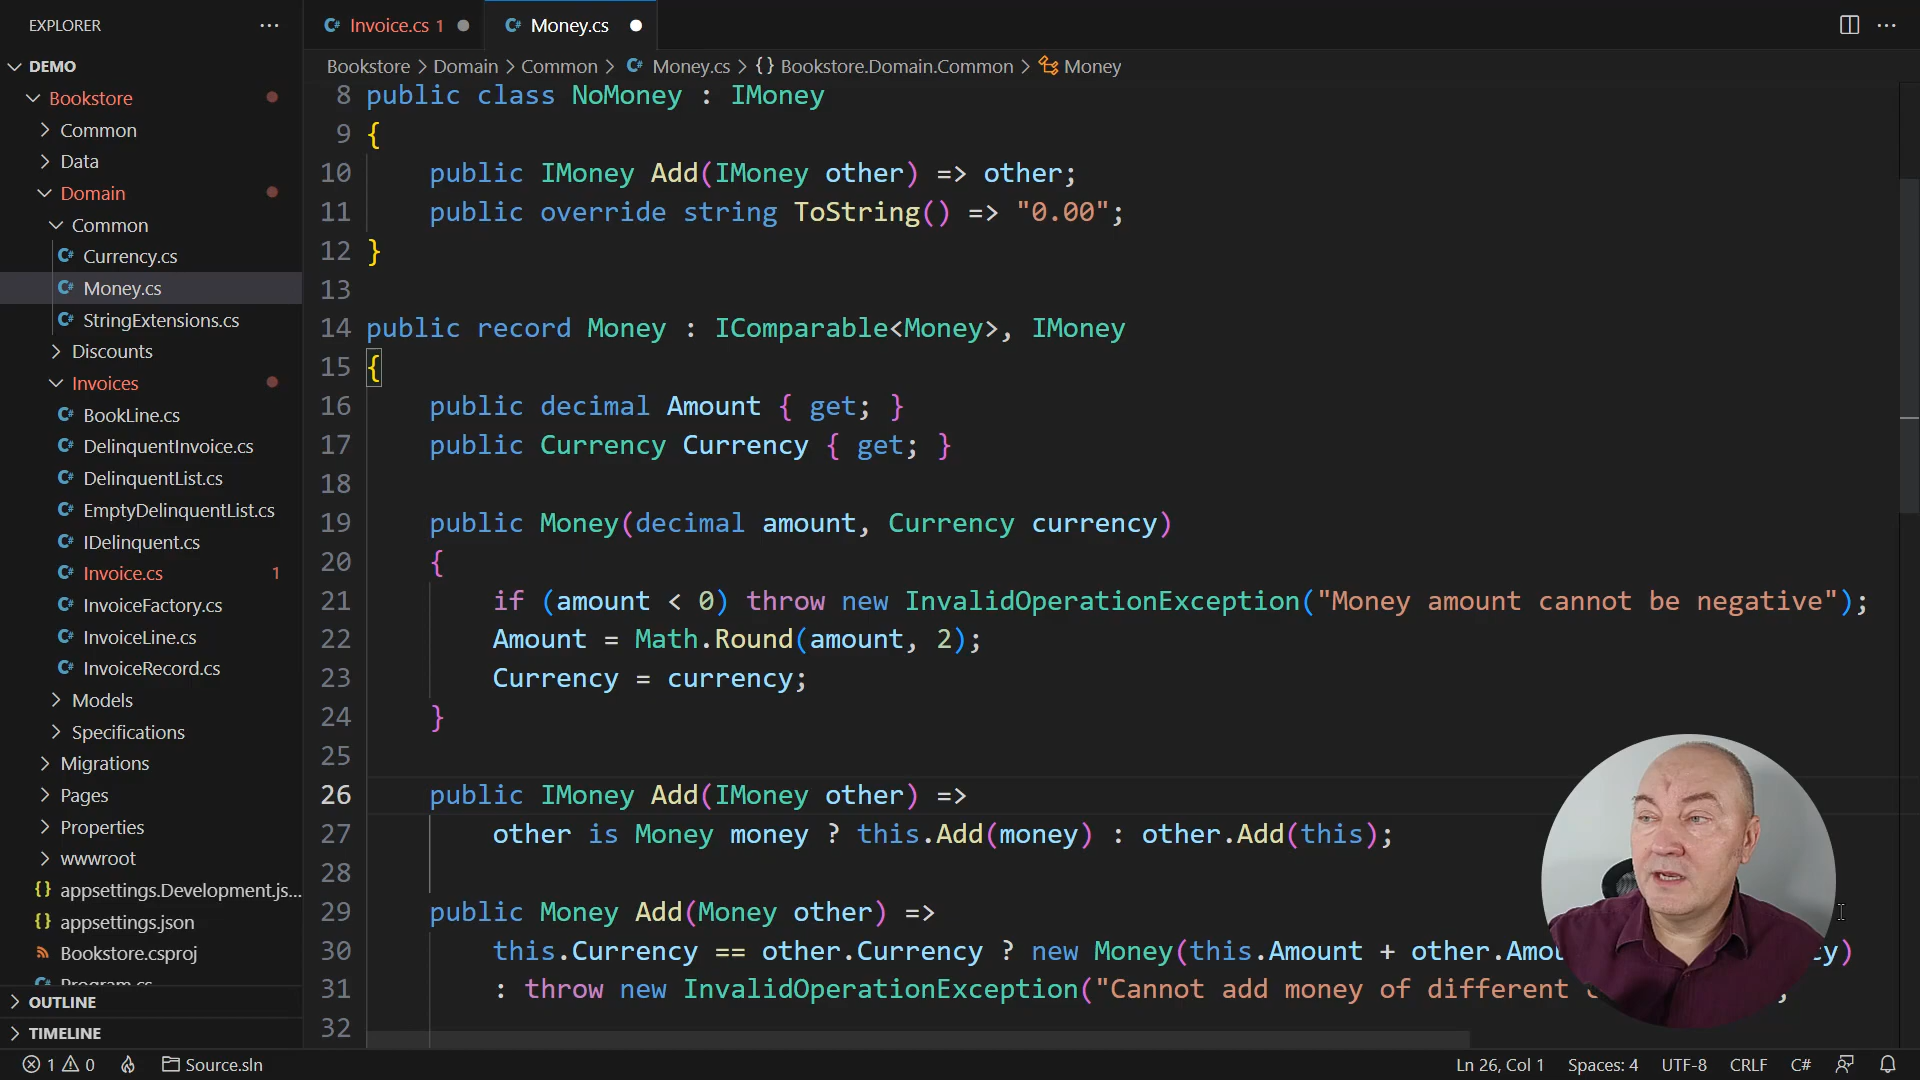 EXPLORER
DEMO
Bookstore
Common
Data
Domain
Common
C# Currency.cs
C# Money.cs
C# StringExtensions.cs
Discounts
Invoices
C# BookLine.cs
C# DelinquentInvoice.cs
C# DelinquentList.cs
C# EmptyDelinquentList.cs
C# IDelinquent.cs
C# Invoice.cs 1
C# InvoiceFactory.cs
C# InvoiceLine.cs
C# InvoiceRecord.cs
Models
Specifications
Migrations
Pages
Properties
wwwroot
{} appsettings.Development.js...
{} appsettings.json
Bookstore.csproj
C# Program.cs
OUTLINE
TIMELINE
C# Invoice.cs 1
C# Money.cs
Bookstore > Domain > Common > C# Money.cs > {} Bookstore.Domain.Common > Money
8 public class NoMoney : IMoney
9 {
10 public IMoney Add(IMoney other) => other;
11 public override string ToString() => "0.00";
12 }
13
14 public record Money : IComparable<Money>, IMoney
15 {
16 public decimal Amount { get; }
17 public Currency Currency { get; }
18
19 public Money(decimal amount, Currency currency)
20 {
21 if (amount < 0) throw new InvalidOperationException("Money amount cannot be negative");
22 Amount = Math.Round(amount, 2);
23 Currency = currency;
24 }
25
26 public IMoney Add(IMoney other) =>
27 other is Money money ? this.Add(money) : other.Add(this);
28
29 public Money Add(Money other) =>
30 this.Currency == other.Currency ? new Money(this.Amount + other.
31 : throw new InvalidOperationException("Cannot add money of different
32
1 0 Source.sln Ln 26, Col 1 Spaces: 4 UTF-8 CRLF C#